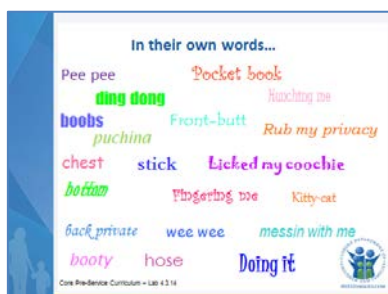 In their own words...
Pee pee
Pocket book
ding dong
Hunching me
boobs
Front-butt
Rub my privacy
puchina
chest
stick
Licked my coochie
bottom
Fingering me
Kitty-cat
back private
wee wee
messin with me
booty
hose
Doing it
Core Pre-Service Curriculum – Lab 4.3.14